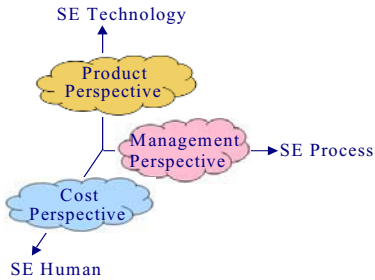 SE Technology
Product
Perspective
Management
Perspective
SE Process
Cost
Perspective
SE Human